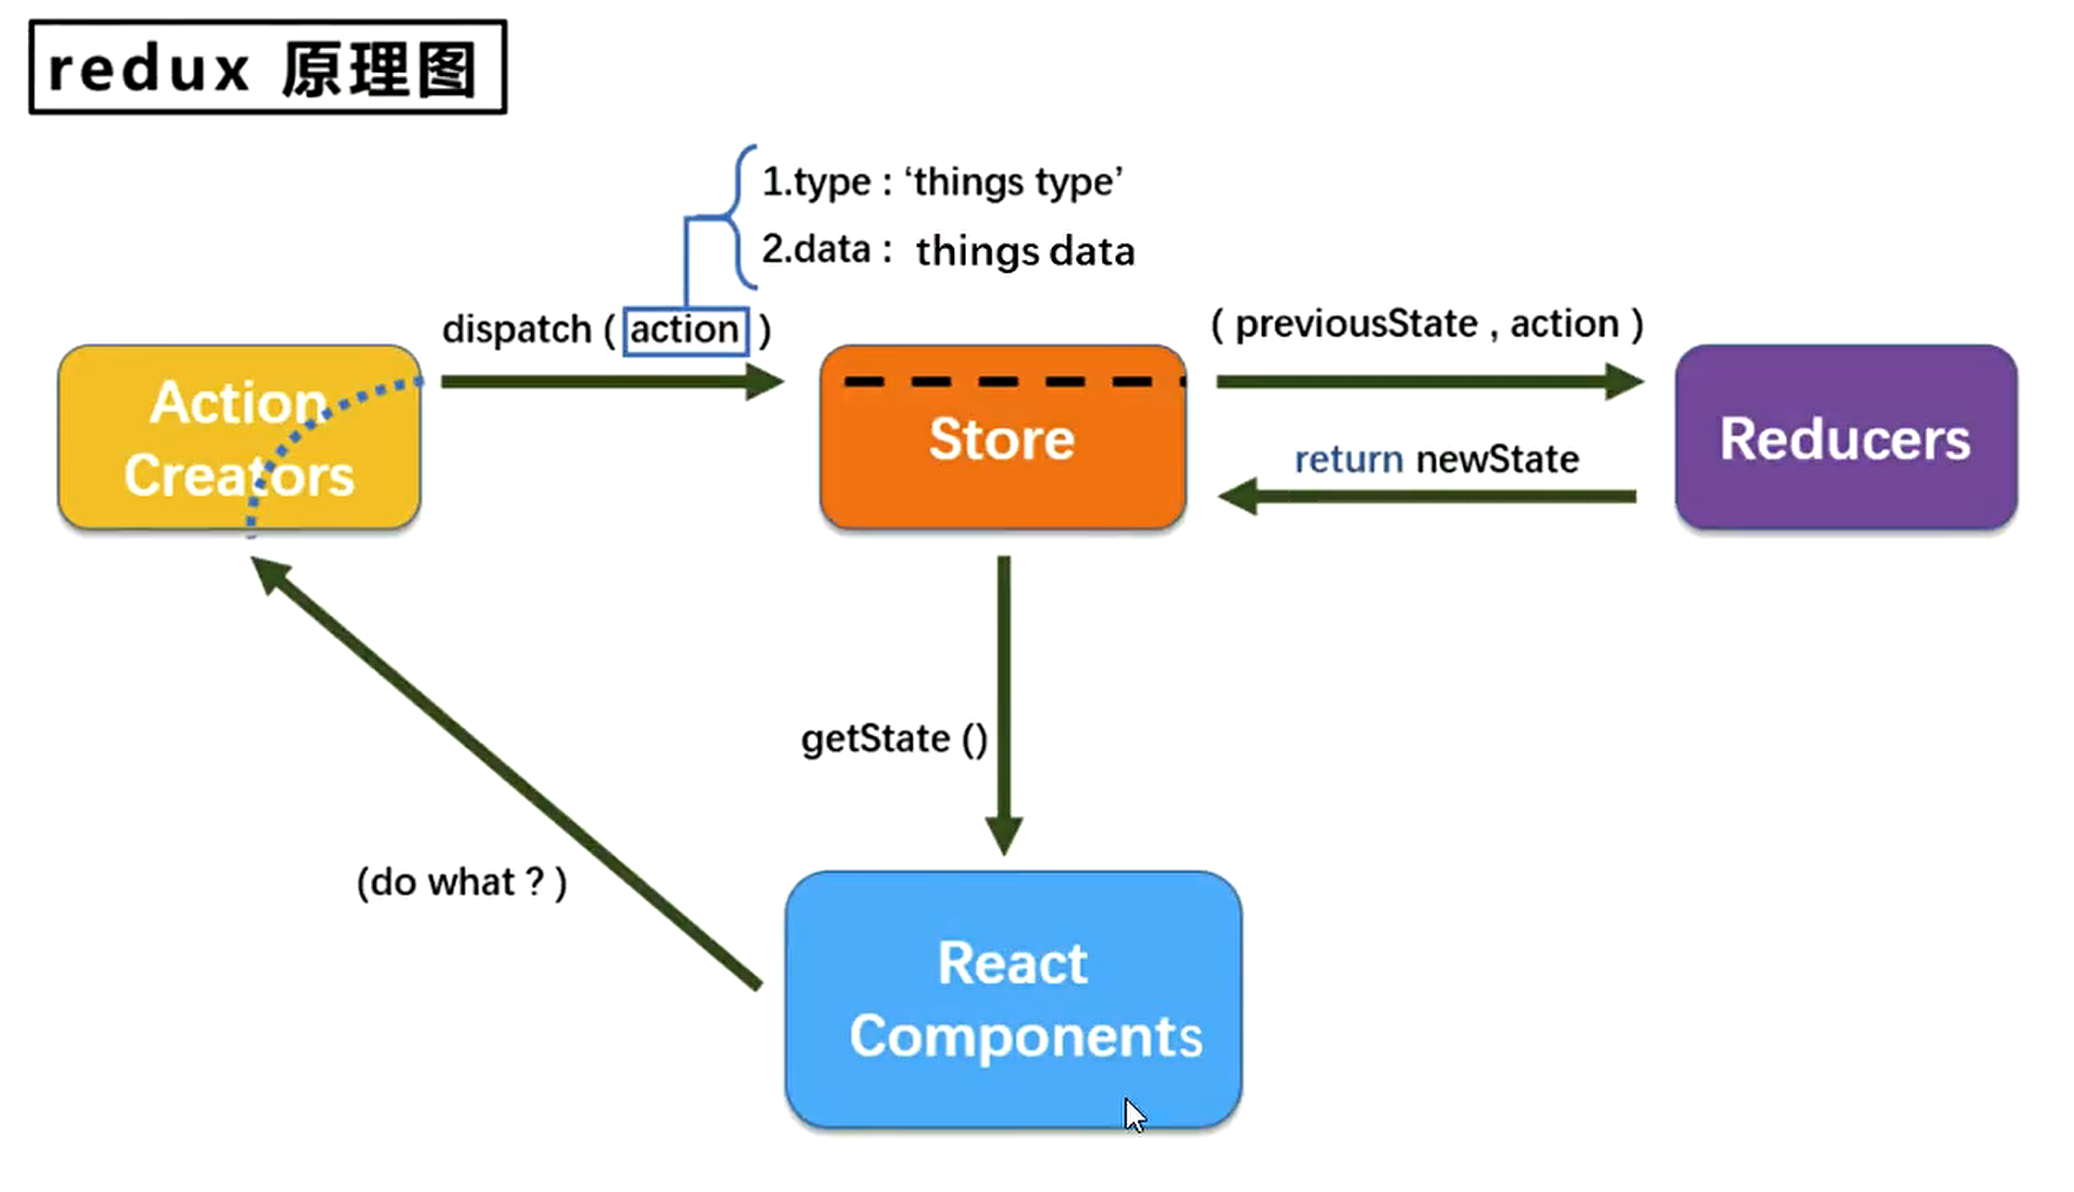 redux 原理图
1.type : ‘things type’
2.data : things data
dispatch ( action )
( previousState , action )
Action
Creators
Store
Reducers
return newState
getState ()
(do what ? )
React
Components